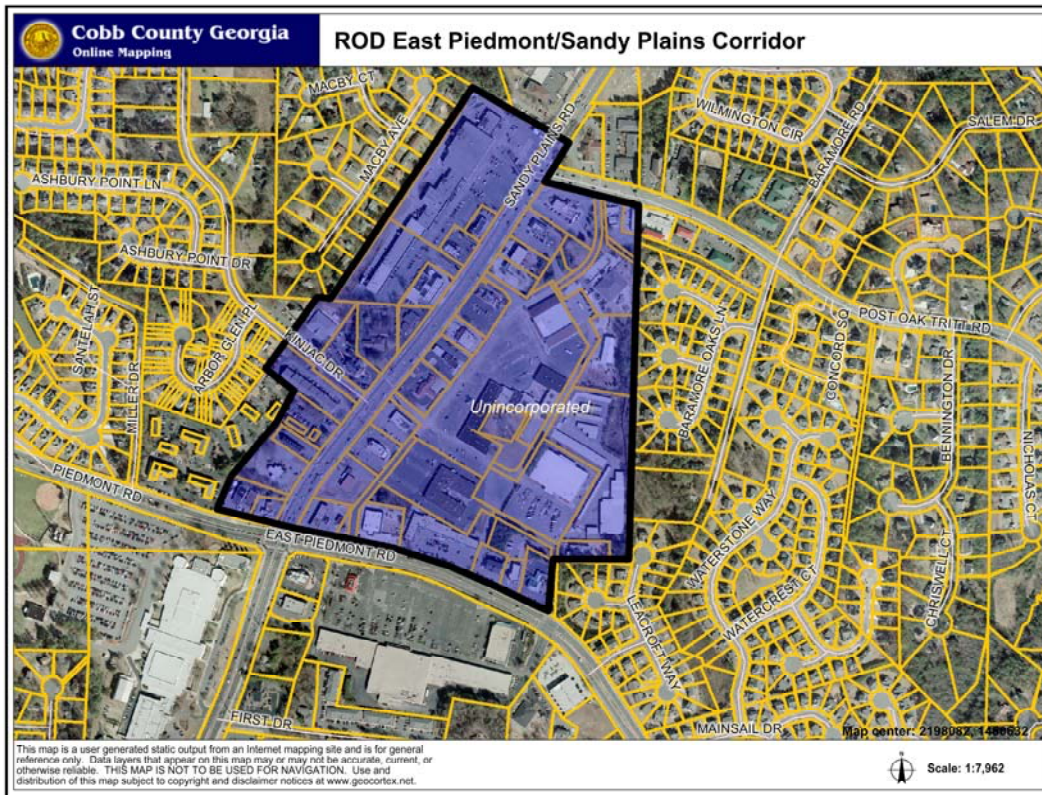 Cobb County Georgia
Online Mapping
ROD East Piedmont/Sandy Plains Corridor
MACBY CT
MACBY AVE
SANDY PLAINS RD
WILMINGTON CIR
BARAMORE RD
SALEM DR
ASHBURY POINT LN
ASHBURY POINT DR
SANTELAH ST
MILLER DR
ARBOR GLEN PL
KINJAC DR
Unincorporated
BARAMORE OAKS LN
CONCORD SQ
POST OAK TRITT RD
BENNINGTON DR
NICHOLAS CT
PIEDMONT RD
EAST PIEDMONT RD
WATERSTONE WAY
WATERCREST CT
CHRISWELL CT
LEACROFT WAY
FIRST DR
MAINSAIL DR
Map center: 2198082, 1480632
This map is a user generated static output from an Internet mapping site and is for general
reference only. Data layers that appear on this map may or may not be accurate, current, or
otherwise reliable. THIS MAP IS NOT TO BE USED FOR NAVIGATION. Use and
distribution of this map subject to copyright and disclaimer notices at www.geocortex.net.
Scale: 1:7,962